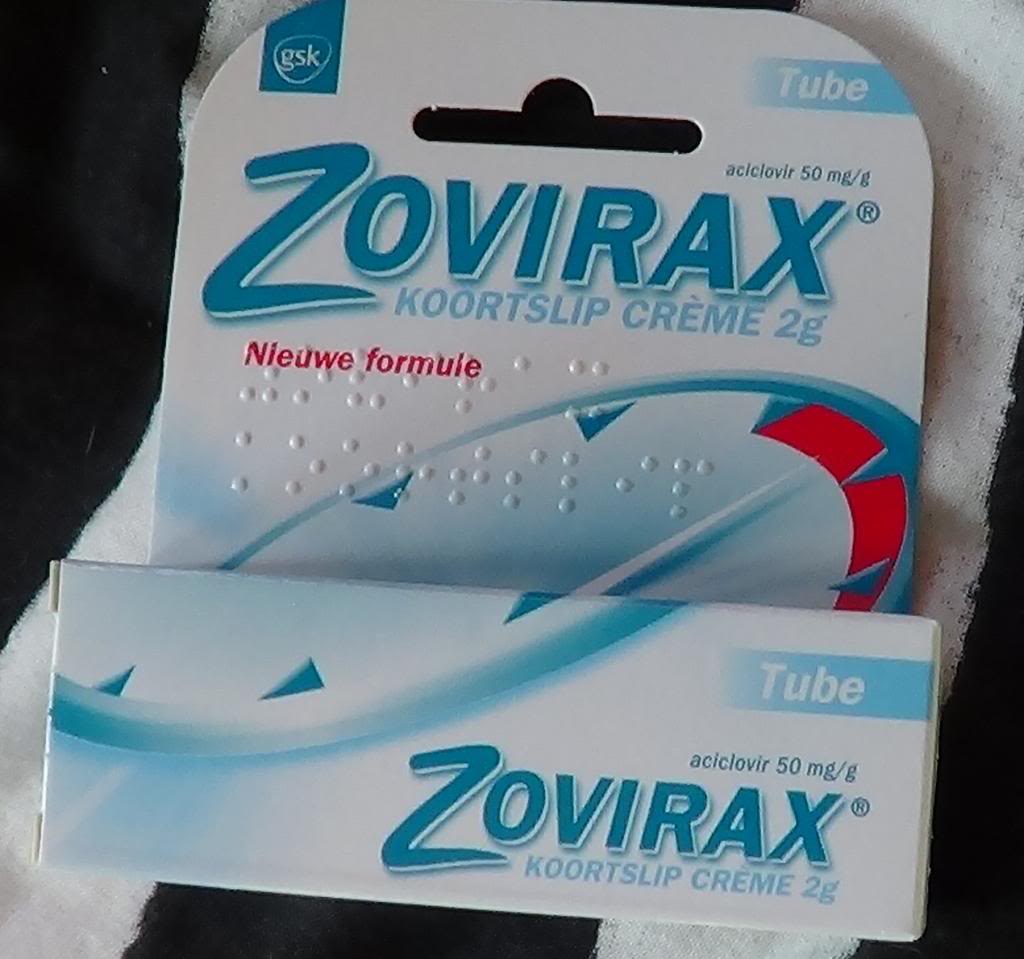 gsk
Tube
aciclovir 50 mg/g
ZOVIRAX®
KOORTSLIP CRÈME 2g
Nieuwe formule
Tube
aciclovir 50 mg/g
ZOVIRAX®
KOORTSLIP CRÈME 2g